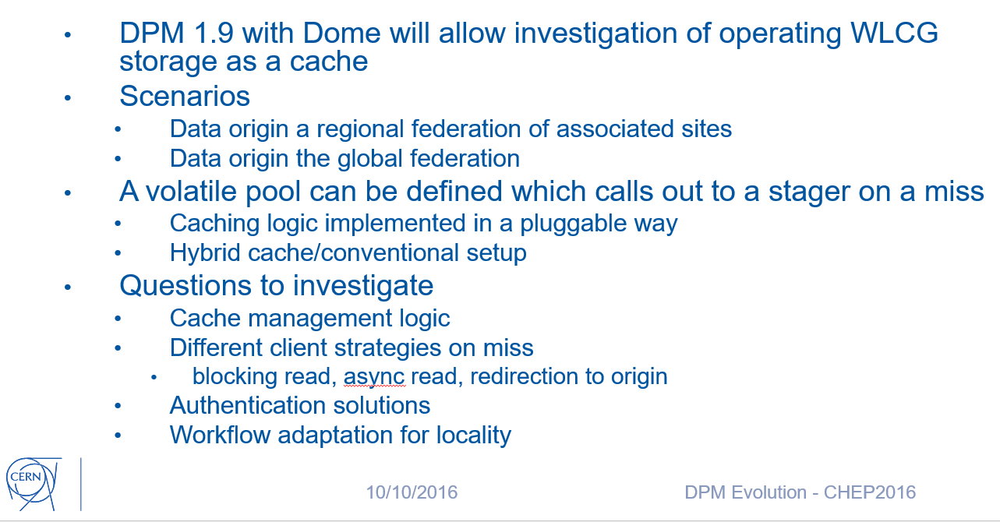 • DPM 1.9 with Dome will allow investigation of operating WLCG
storage as a cache
• Scenarios
• Data origin a regional federation of associated sites
• Data origin the global federation
• A volatile pool can be defined which calls out to a stager on a miss
• Caching logic implemented in a pluggable way
• Hybrid cache/conventional setup
• Questions to investigate
• Cache management logic
• Different client strategies on miss
• blocking read, async read, redirection to origin
• Authentication solutions
• Workflow adaptation for locality
CERN
10/10/2016
DPM Evolution - CHEP2016